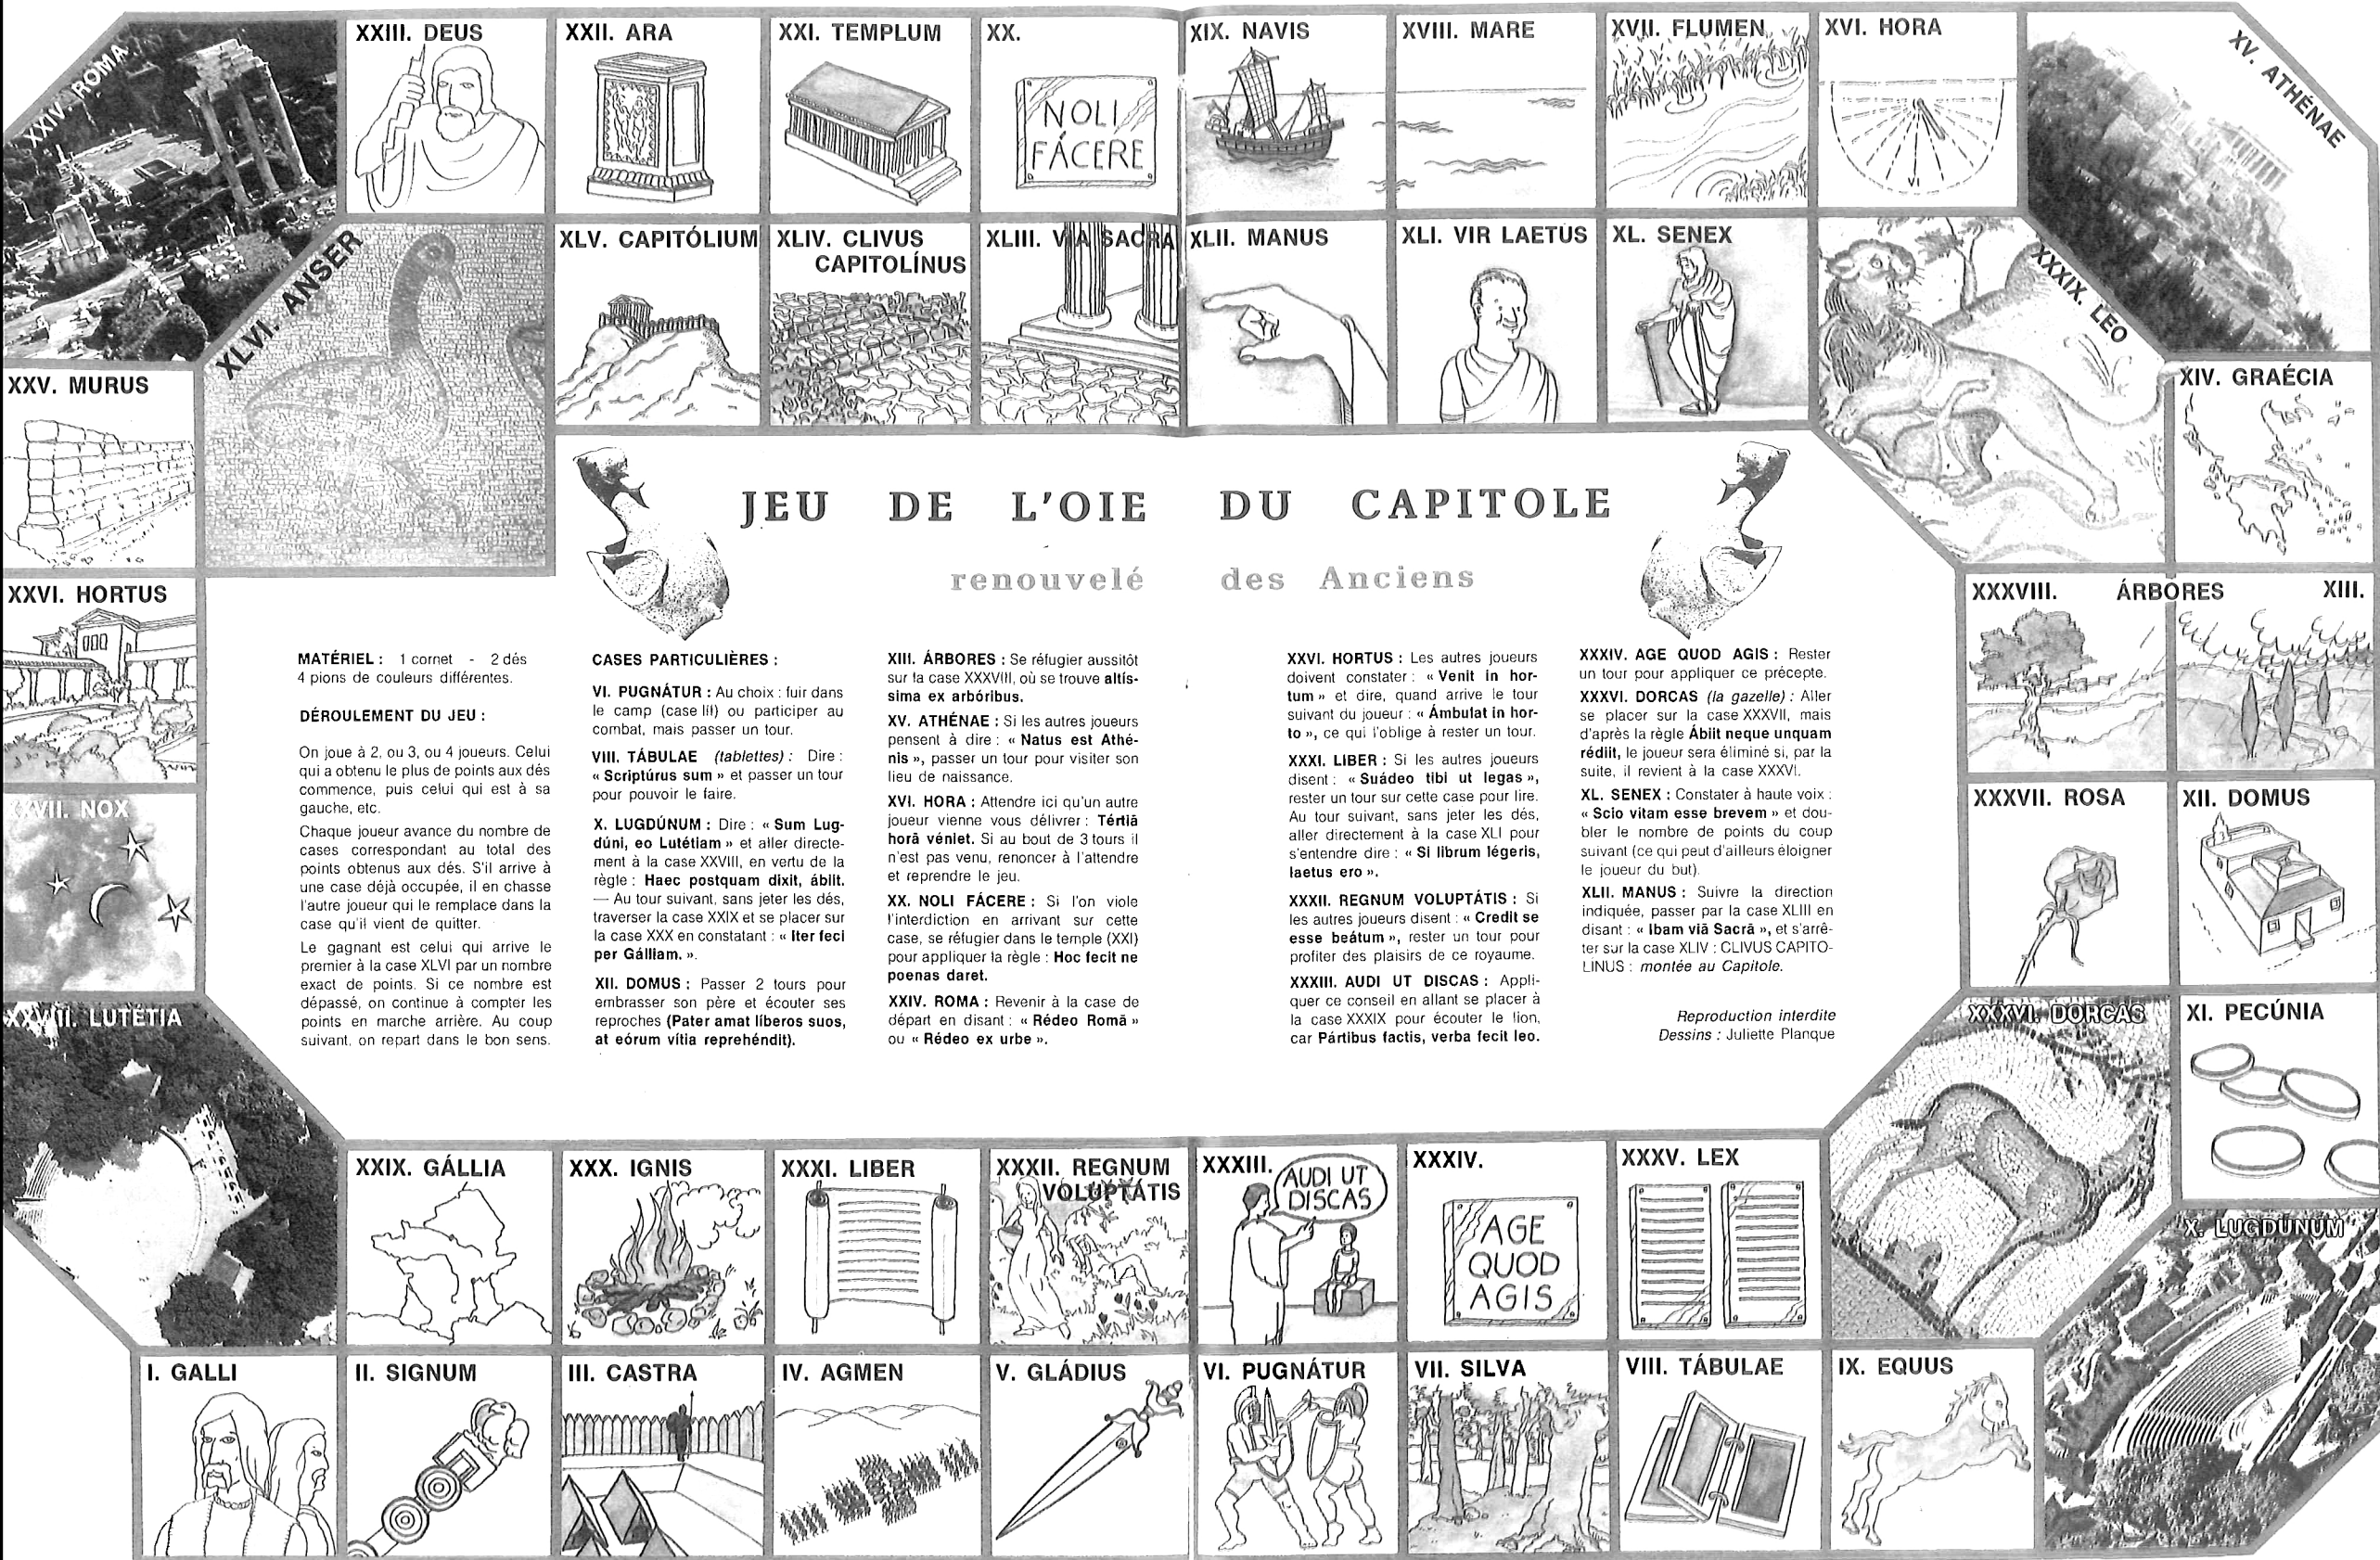 XXIV. ROMA
XXIII. DEUS
XXII. ARA
XXI. TEMPLUM
XX.
NOLI
FÁCERE
XIX. NAVIS
XVIII. MARE
XVII. FLUMEN
XVI. HORA
XV. ATHÉNAE
XLVI. ANSER
XLV. CAPITÓLIUM
XLIV. CLIVUS
CAPITOLÍNUS
XLIII. VIA SACRA
XLII. MANUS
XLI. VIR LAETUS
XL. SENEX
XXXIX. LEO
XIV. GRAÉCIA
XXV. MURUS
XXVI. HORTUS
XXVII. NOX
XXVIII. LUTÉTIA
JEU DE L'OIE DU CAPITOLE
renouvelé des Anciens
MATÉRIEL : 1 cornet - 2 dés
4 pions de couleurs différentes.
DÉROULEMENT DU JEU :
On joue à 2, ou 3, ou 4 joueurs. Celui
qui a obtenu le plus de points aux dés
commence, puis celui qui est à sa
gauche, etc.
Chaque joueur avance du nombre de
cases correspondant au total des
points obtenus aux dés. S'il arrive à
une case déjà occupée, il en chasse
l'autre joueur qui le remplace dans la
case qu'il vient de quitter.
Le gagnant est celui qui arrive le
premier à la case XLVI par un nombre
exact de points. Si ce nombre est
dépassé, on continue à compter les
points en marche arrière. Au coup
suivant, on repart dans le bon sens.
CASES PARTICULIÈRES :
VI. PUGNÁTUR : Au choix : fuir dans
le camp (case III) ou participer au
combat, mais passer un tour.
VIII. TÁBULAE (tablettes) : Dire :
« Scriptúrus sum » et passer un tour
pour pouvoir le faire.
X. LUGDÚNUM : Dire : « Sum Lug-
dúni, eo Lutétiam » et aller directe-
ment à la case XXVIII, en vertu de la
règle : Haec postquam dixit, ábiit.
— Au tour suivant, sans jeter les dés,
traverser la case XXIX et se placer sur
la case XXX en constatant : « Iter feci
per Gálliam. ».
XII. DOMUS : Passer 2 tours pour
embrasser son père et écouter ses
reproches (Pater amat líberos suos,
at eórum vítia reprehéndit).
XIII. ÁRBORES : Se réfugier aussitôt
sur la case XXXVIII, où se trouve altís-
sima ex arbóribus.
XV. ATHÉNAE : Si les autres joueurs
pensent à dire : « Natus est Athé-
nis », passer un tour pour visiter son
lieu de naissance.
XVI. HORA : Attendre ici qu'un autre
joueur vienne vous délivrer : Tértiā
horā véniet. Si au bout de 3 tours il
n'est pas venu, renoncer à l'attendre
et reprendre le jeu.
XX. NOLI FÁCERE : Si l'on viole
l'interdiction en arrivant sur cette
case, se réfugier dans le temple (XXI)
pour appliquer la règle : Hoc fecit ne
poenas daret.
XXIV. ROMA : Revenir à la case de
départ en disant : « Rédeo Romā »
ou « Rédeo ex urbe ».
XXVI. HORTUS : Les autres joueurs
doivent constater : « Venit in hor-
tum » et dire, quand arrive le tour
suivant du joueur : « Ámbulat in hor-
to », ce qui l'oblige à rester un tour.
XXXI. LIBER : Si les autres joueurs
disent : « Suádeo tibi ut legas »,
rester un tour sur cette case pour lire.
Au tour suivant, sans jeter les dés,
aller directement à la case XLI pour
s'entendre dire : « Si librum légeris,
laetus ero ».
XXXII. REGNUM VOLUPTÁTIS : Si
les autres joueurs disent : « Credit se
esse beátum », rester un tour pour
profiter des plaisirs de ce royaume.
XXXIII. AUDI UT DISCAS : Appli-
quer ce conseil en allant se placer à
la case XXXIX pour écouter le lion,
car Pártibus factis, verba fecit leo.
XXXIV. AGE QUOD AGIS : Rester
un tour pour appliquer ce précepte.
XXXVI. DORCAS (la gazelle) : Aller
se placer sur la case XXXVII, mais
d'après la règle Ábiit neque unquam
rédiit, le joueur sera éliminé si, par la
suite, il revient à la case XXXVI.
XL. SENEX : Constater à haute voix :
« Scio vitam esse brevem » et dou-
bler le nombre de points du coup
suivant (ce qui peut d'ailleurs éloigner
le joueur du but).
XLII. MANUS : Suivre la direction
indiquée, passer par la case XLIII en
disant : « Ibam viā Sacrā », et s'arrê-
ter sur la case XLIV : CLIVUS CAPITO-
LINUS : montée au Capitole.
Reproduction interdite
Dessins : Juliette Planque
XXXVIII. ÁRBORES XIII.
XXXVII. ROSA
XII. DOMUS
XXXVI. DORCAS
XI. PECÚNIA
X. LUGDÚNUM
XXIX. GÁLLIA
XXX. IGNIS
XXXI. LIBER
XXXII. REGNUM
VOLUPTÁTIS
XXXIII.
AUDI UT
DISCAS
XXXIV.
AGE
QUOD
AGIS
XXXV. LEX
I. GALLI
II. SIGNUM
III. CASTRA
IV. AGMEN
V. GLÁDIUS
VI. PUGNÁTUR
VII. SILVA
VIII. TÁBULAE
IX. EQUUS
VI